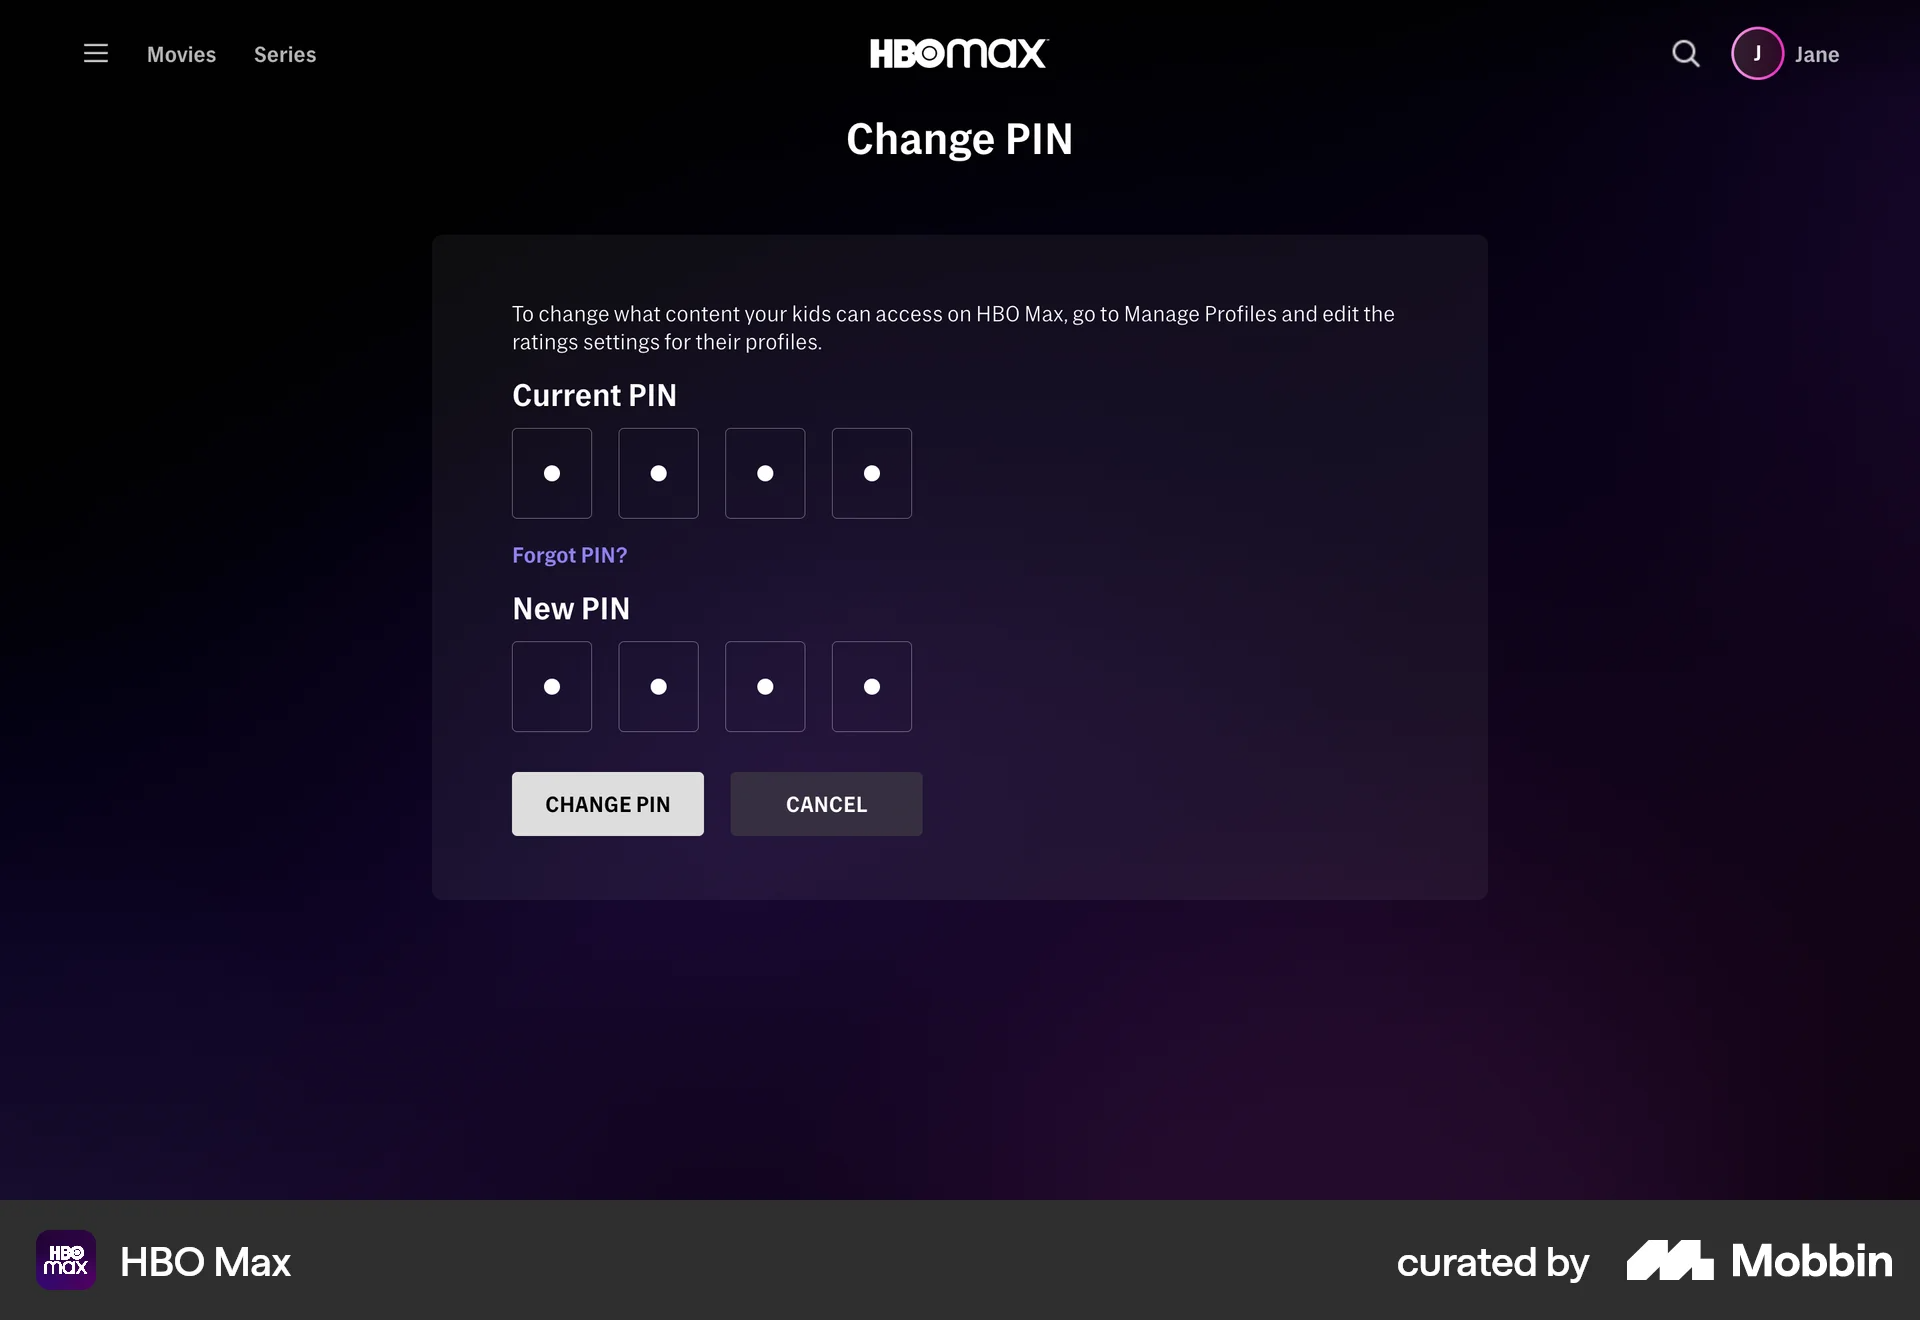 Movies
Series
HBOmax
J
Jane
Change PIN
To change what content your kids can access on HBO Max, go to Manage Profiles and edit the
ratings settings for their profiles.
Current PIN
Forgot PIN?
New PIN
CHANGE PIN
CANCEL
HBO
max
HBO Max
curated by
Mobbin